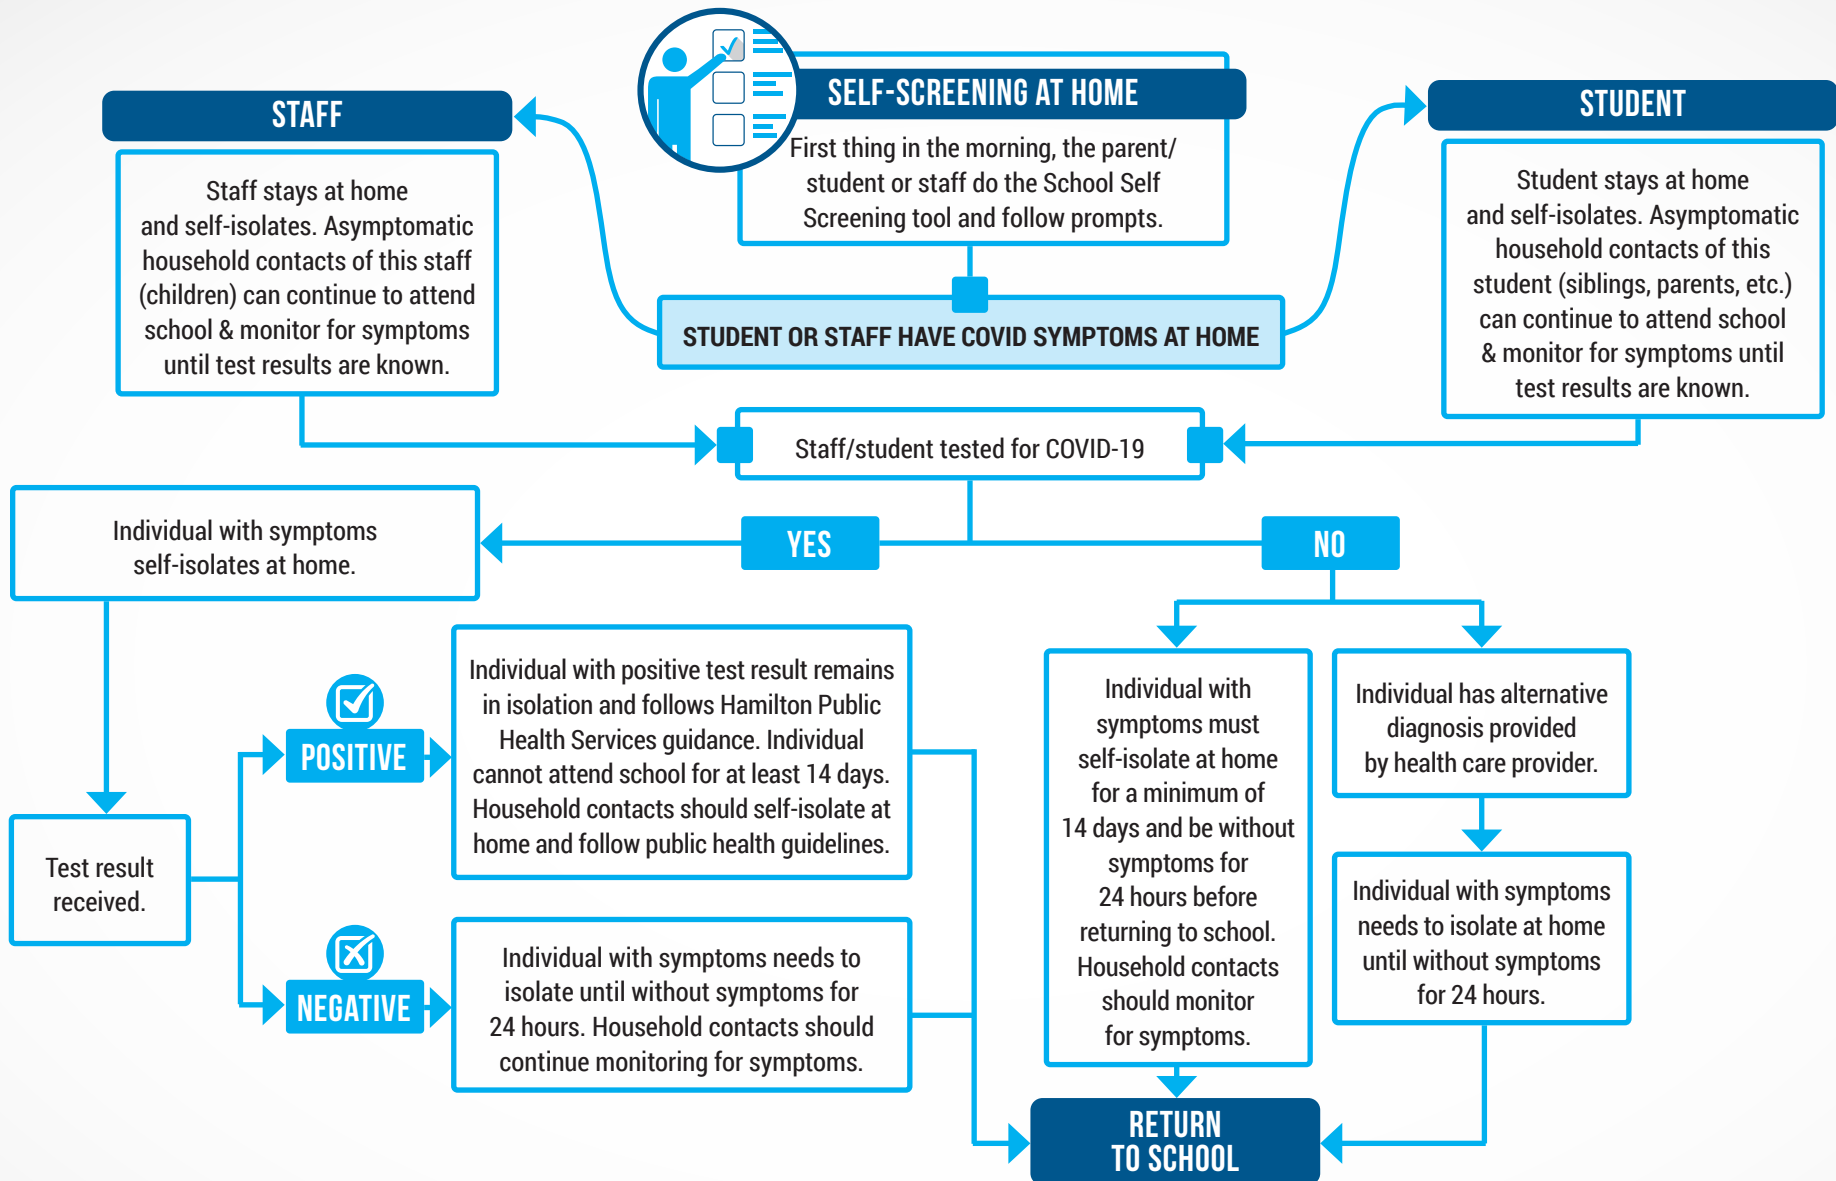 SELF-SCREENING AT HOME
First thing in the morning, the parent/
student or staff do the School Self
Screening tool and follow prompts.
STAFF
Staff stays at home
and self-isolates. Asymptomatic
household contacts of this staff
(children) can continue to attend
school & monitor for symptoms
until test results are known.
STUDENT
Student stays at home
and self-isolates. Asymptomatic
household contacts of this
student (siblings, parents, etc.)
can continue to attend school
& monitor for symptoms until
test results are known.
STUDENT OR STAFF HAVE COVID SYMPTOMS AT HOME
Staff/student tested for COVID-19
YES
NO
Individual with symptoms
self-isolates at home.
Test result
received.
POSITIVE
Individual with positive test result remains
in isolation and follows Hamilton Public
Health Services guidance. Individual
cannot attend school for at least 14 days.
Household contacts should self-isolate at
home and follow public health guidelines.
NEGATIVE
Individual with symptoms needs to
isolate until without symptoms for
24 hours. Household contacts should
continue monitoring for symptoms.
Individual with
symptoms must
self-isolate at home
for a minimum of
14 days and be without
symptoms for
24 hours before
returning to school.
Household contacts
should monitor
for symptoms.
Individual has alternative
diagnosis provided
by health care provider.
Individual with symptoms
needs to isolate at home
until without symptoms
for 24 hours.
RETURN
TO SCHOOL